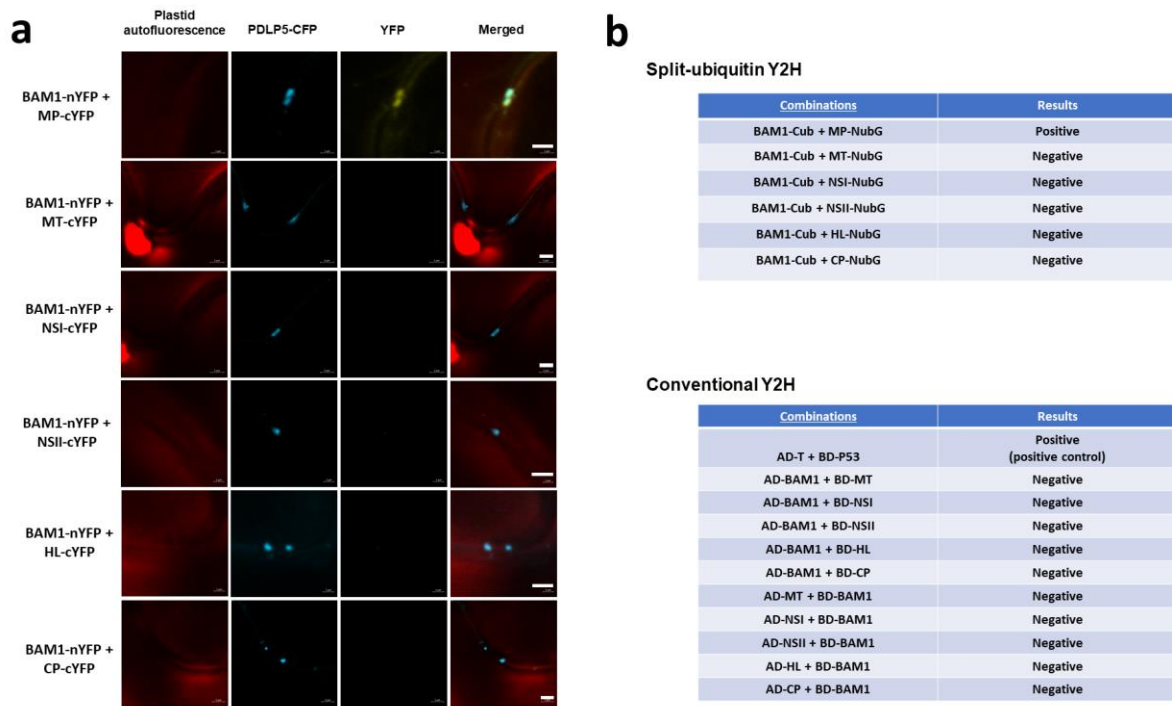 a
Plastid
autofluorescence
PDLP5-CFP
YFP
Merged
BAM1-nYFP +
MP-cYFP
BAM1-nYFP +
MT-cYFP
BAM1-nYFP +
NSI-cYFP
BAM1-nYFP +
NSII-cYFP
BAM1-nYFP +
HL-cYFP
BAM1-nYFP +
CP-cYFP
b
Split-ubiquitin Y2H
Combinations Results
BAM1-Cub + MP-NubG Positive
BAM1-Cub + MT-NubG Negative
BAM1-Cub + NSI-NubG Negative
BAM1-Cub + NSII-NubG Negative
BAM1-Cub + HL-NubG Negative
BAM1-Cub + CP-NubG Negative
Conventional Y2H
Combinations Results
Positive
AD-T + BD-P53 (positive control)
AD-BAM1 + BD-MT Negative
AD-BAM1 + BD-NSI Negative
AD-BAM1 + BD-NSII Negative
AD-BAM1 + BD-HL Negative
AD-BAM1 + BD-CP Negative
AD-MT + BD-BAM1 Negative
AD-NSI + BD-BAM1 Negative
AD-NSII + BD-BAM1 Negative
AD-HL + BD-BAM1 Negative
AD-CP + BD-BAM1 Negative